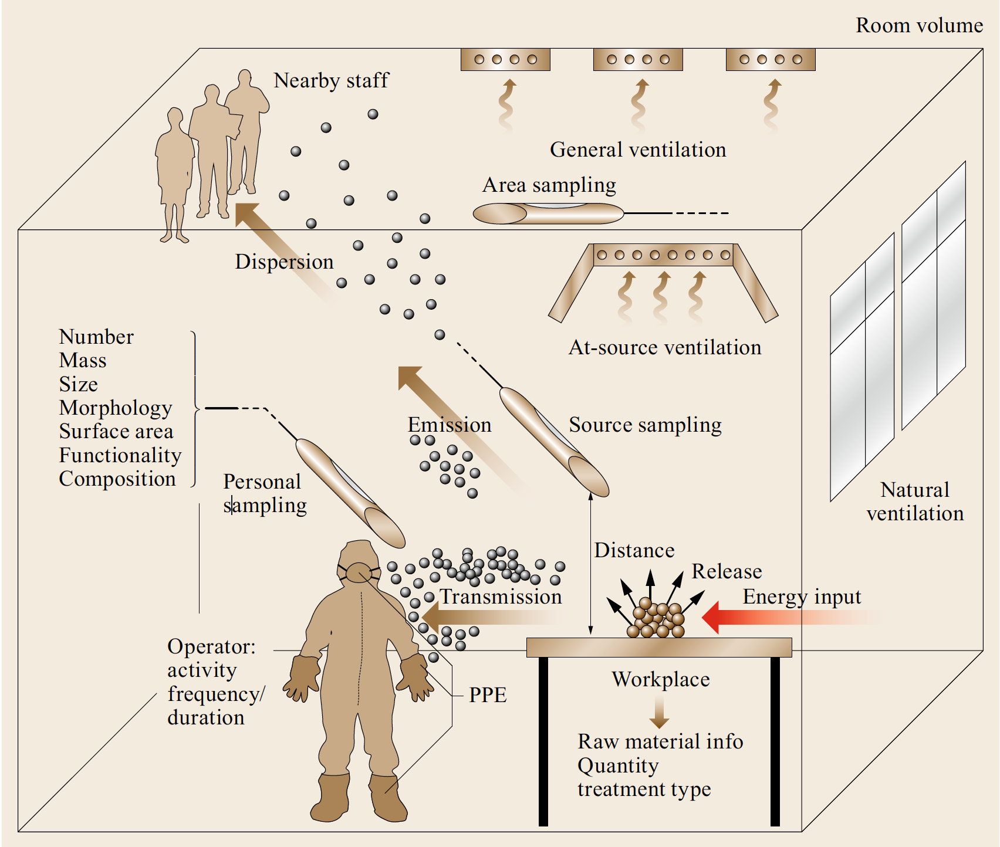 Room volume
Nearby staff
General ventilation
Area sampling
Dispersion
At-source ventilation
Number
Mass
Size
Morphology
Surface area
Functionality
Composition
Emission
Source sampling
Personal
sampling
Natural
ventilation
Distance
Release
Transmission
Energy input
Operator:
activity
frequency/
duration
PPE
Workplace
Raw material info
Quantity
treatment type